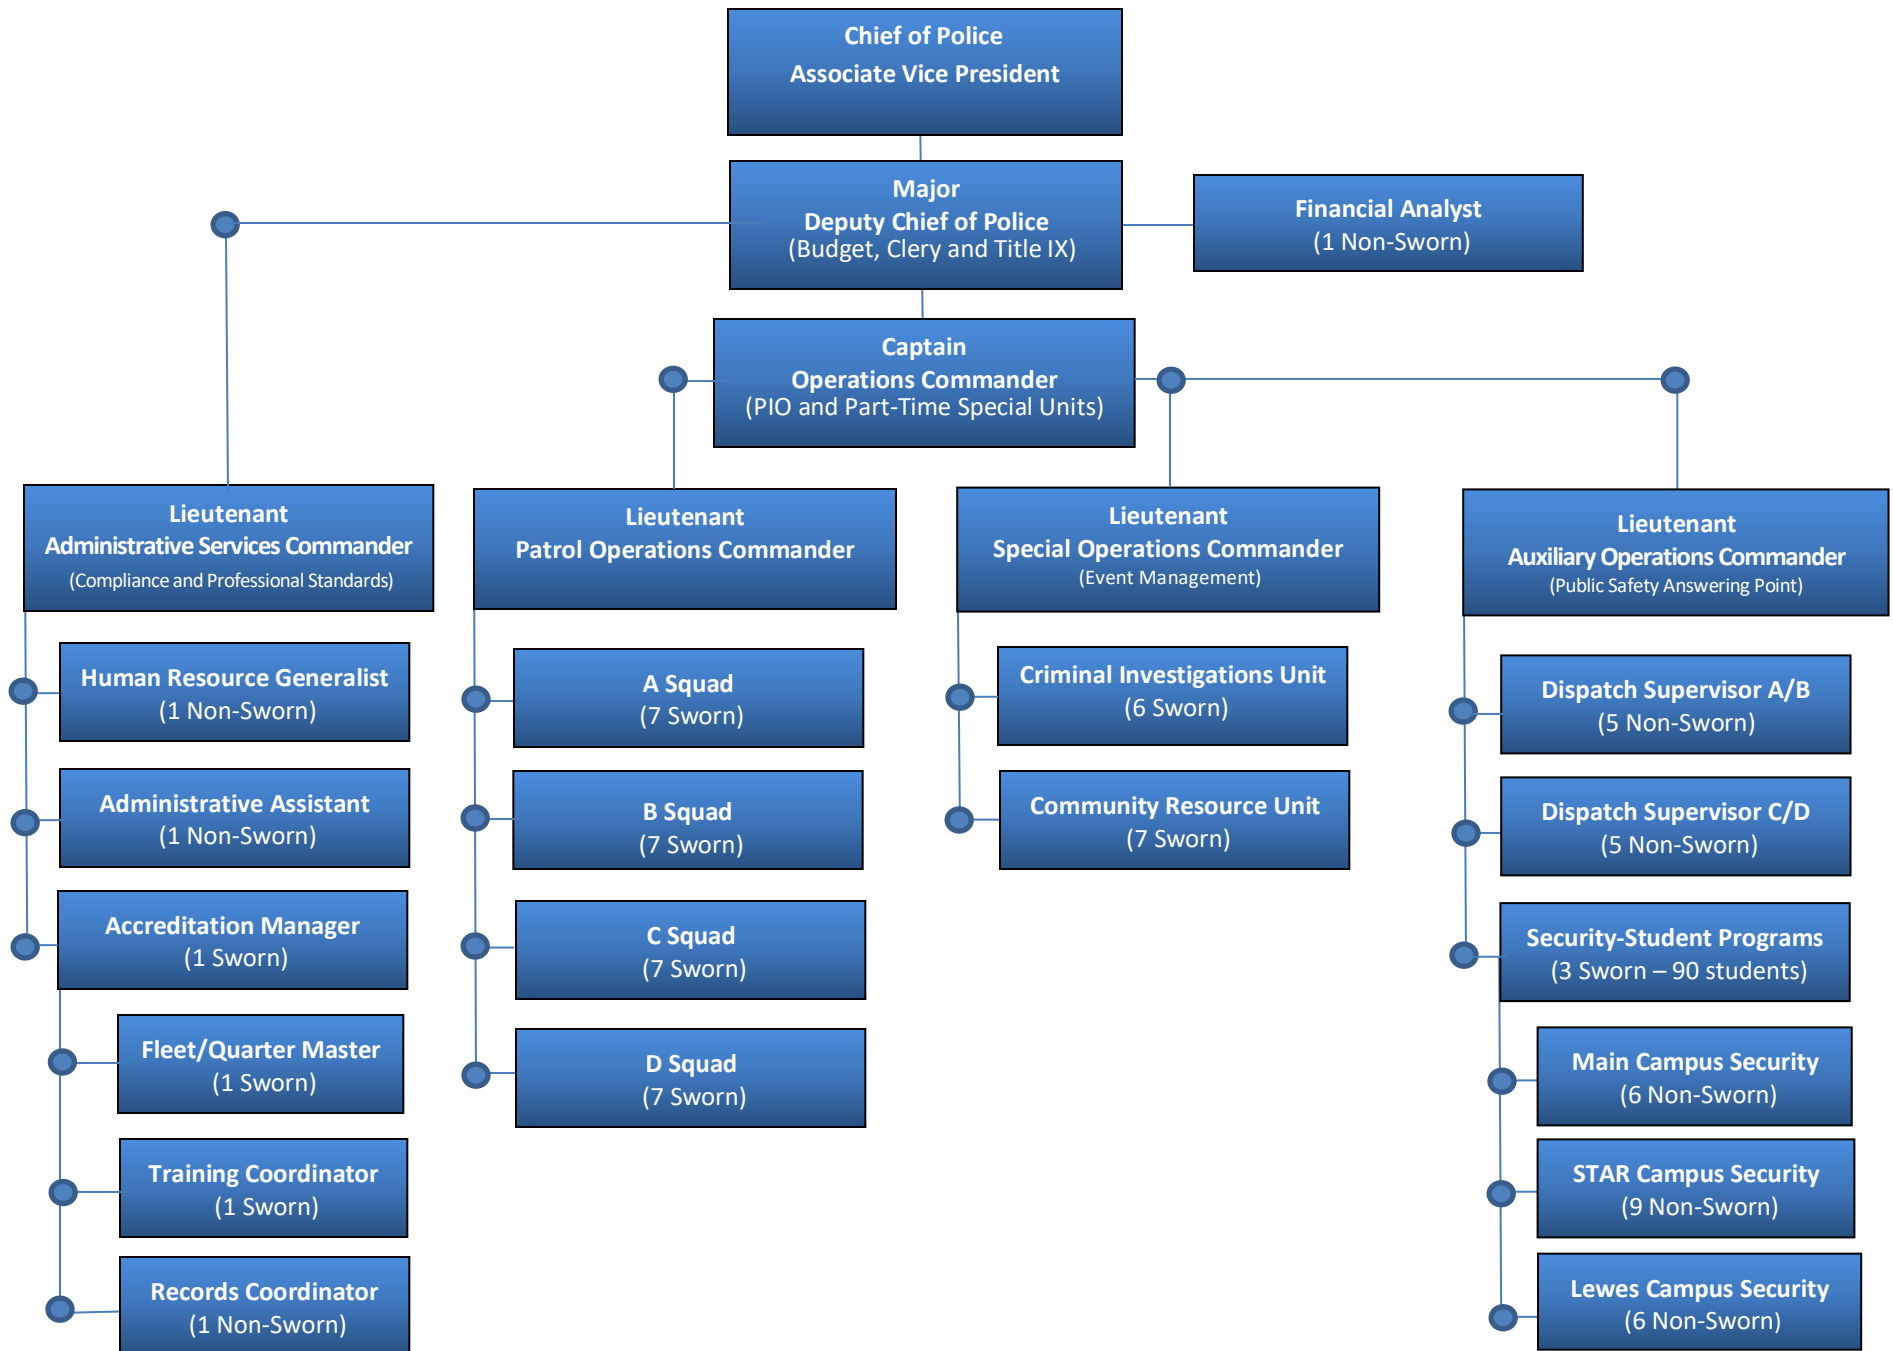 Chief of Police
Associate Vice President
Major
Deputy Chief of Police
(Budget, Clery and Title IX)
Financial Analyst
(1 Non-Sworn)
Captain
Operations Commander
(PIO and Part-Time Special Units)
Lieutenant
Administrative Services Commander
(Compliance and Professional Standards)
Human Resource Generalist
(1 Non-Sworn)
Administrative Assistant
(1 Non-Sworn)
Accreditation Manager
(1 Sworn)
Fleet/Quarter Master
(1 Sworn)
Training Coordinator
(1 Sworn)
Records Coordinator
(1 Non-Sworn)
Lieutenant
Patrol Operations Commander
A Squad
(7 Sworn)
B Squad
(7 Sworn)
C Squad
(7 Sworn)
D Squad
(7 Sworn)
Lieutenant
Special Operations Commander
(Event Management)
Criminal Investigations Unit
(6 Sworn)
Community Resource Unit
(7 Sworn)
Lieutenant
Auxiliary Operations Commander
(Public Safety Answering Point)
Dispatch Supervisor A/B
(5 Non-Sworn)
Dispatch Supervisor C/D
(5 Non-Sworn)
Security-Student Programs
(3 Sworn – 90 students)
Main Campus Security
(6 Non-Sworn)
STAR Campus Security
(9 Non-Sworn)
Lewes Campus Security
(6 Non-Sworn)